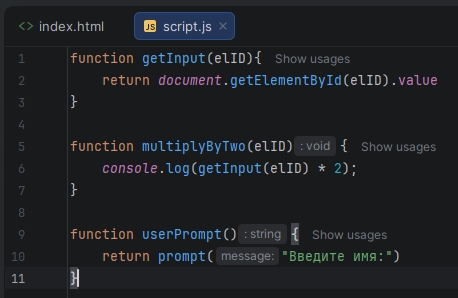 index.html script.js
1 function getInput(elID){ Show usages
2 return document.getElementById(elID).value
3 }
4
5 function multiplyByTwo(elID) : void { Show usages
6 console.log(getInput(elID) * 2);
7 }
8
9 function userPrompt() : string { Show usages
10 return prompt( message: "Введите имя:")
11 }